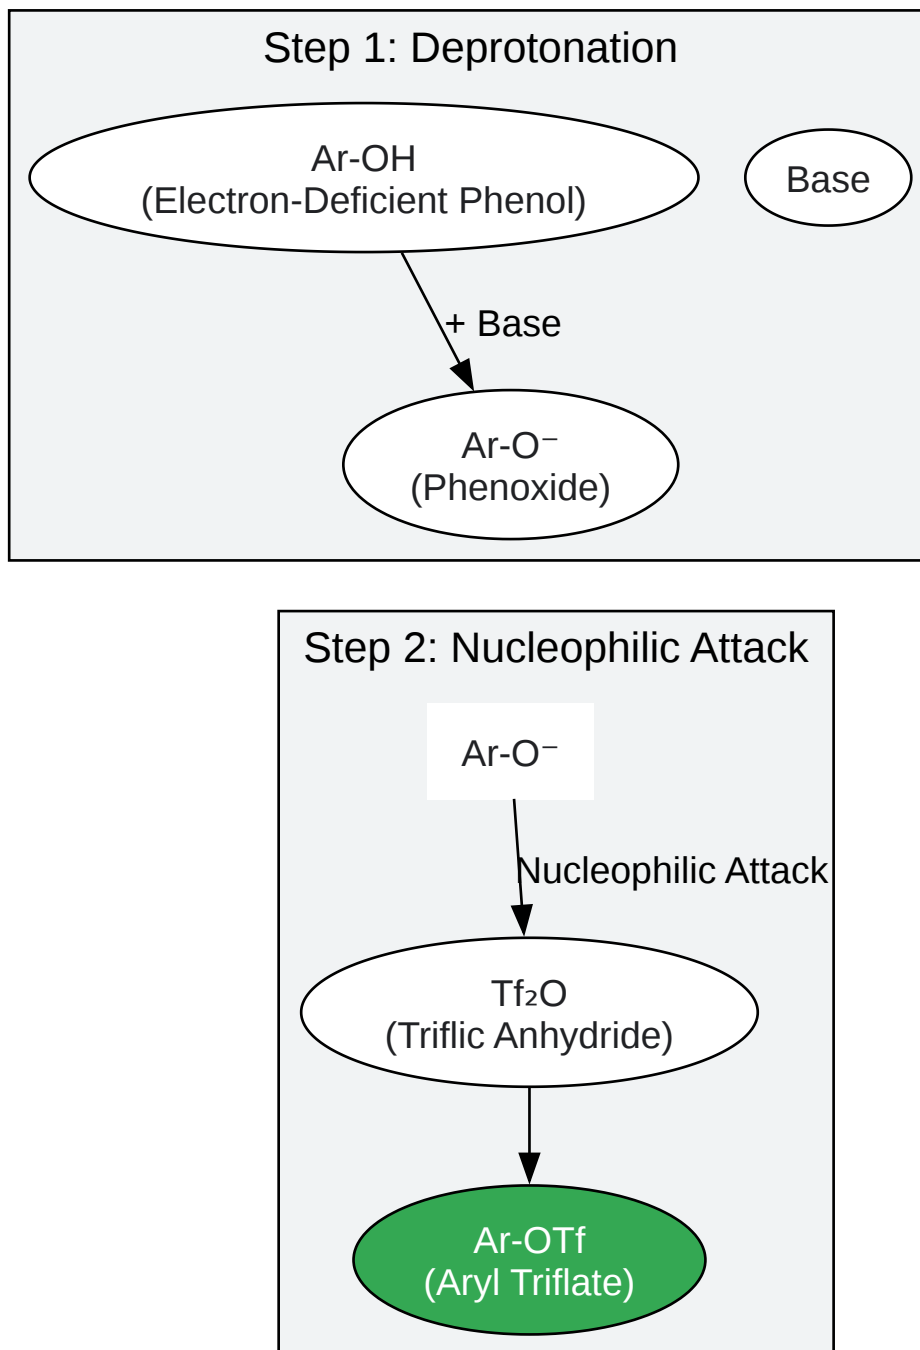 Step 1: Deprotonation
Ar-OH
(Electron-Deficient Phenol)
Base
+ Base
Ar-O⁻
(Phenoxide)
Step 2: Nucleophilic Attack
Ar-O⁻
Nucleophilic Attack
Tf₂O
(Triflic Anhydride)
Ar-OTf
(Aryl Triflate)